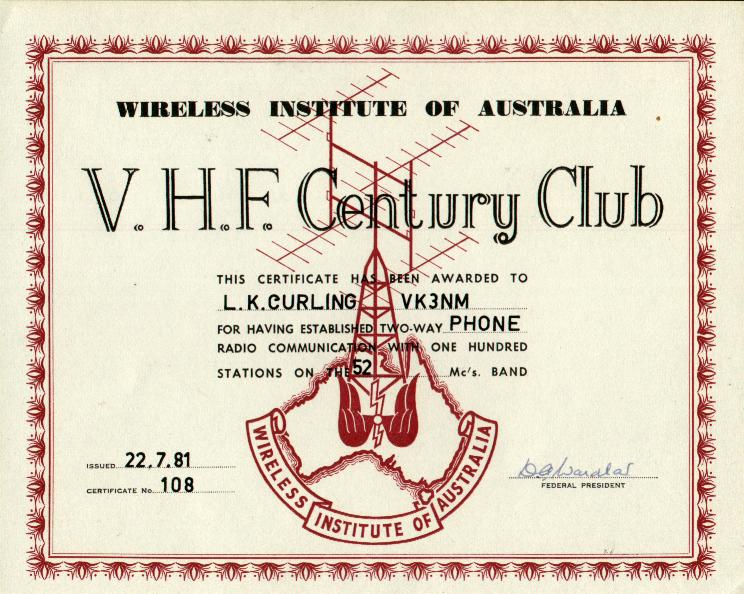 WIRELESS INSTITUTE OF AUSTRALIA
V.H.F. Century Club
THIS CERTIFICATE HAS BEEN AWARDED TO
L.K.CURLING VK3NM
FOR HAVING ESTABLISHED TWO-WAY PHONE
RADIO COMMUNICATION WITH ONE HUNDRED
STATIONS ON THE 52 Mc's. BAND
WIRELESS INSTITUTE OF AUSTRALIA
ISSUED 22.7.81
CERTIFICATE No. 108
FEDERAL PRESIDENT